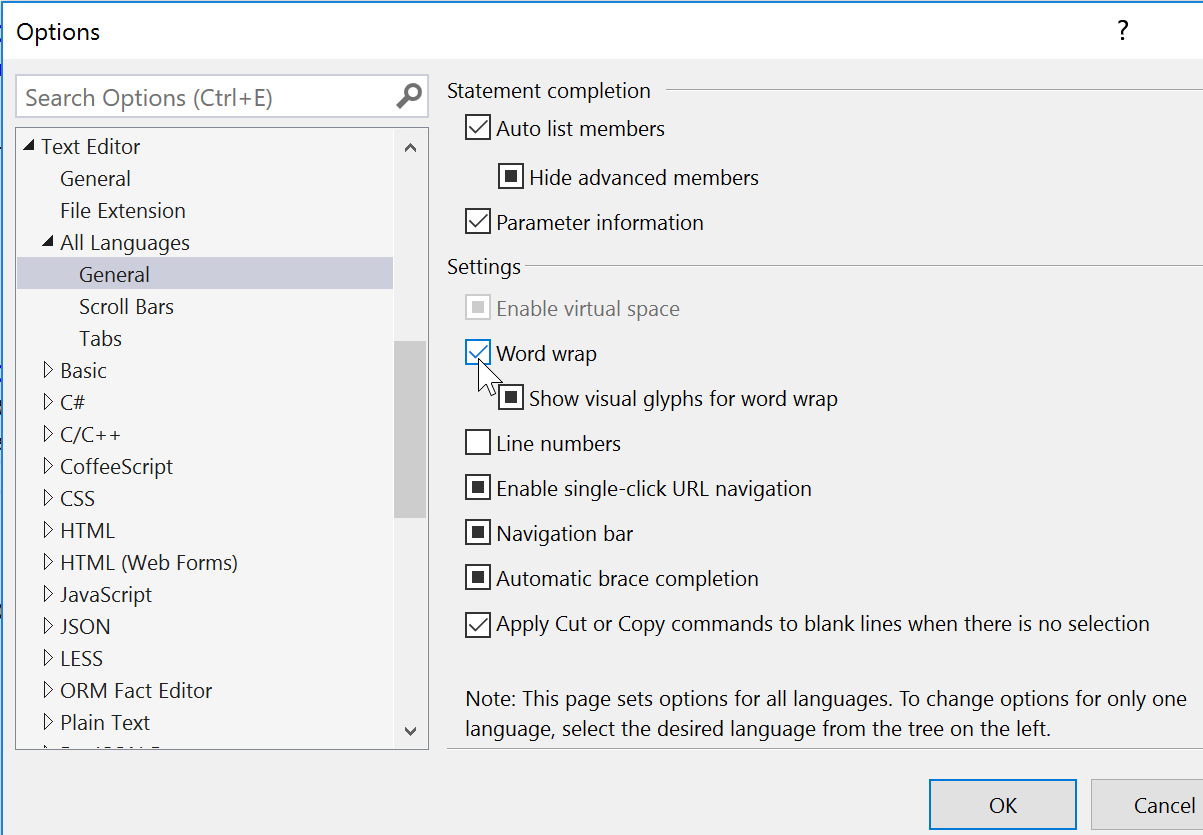 Options
?
Search Options (Ctrl+E)
Text Editor
General
File Extension
All Languages
General
Scroll Bars
Tabs
Basic
C#
C/C++
CoffeeScript
CSS
HTML
HTML (Web Forms)
JavaScript
JSON
LESS
ORM Fact Editor
Plain Text
Statement completion
Auto list members
Hide advanced members
Parameter information
Settings
Enable virtual space
Word wrap
Show visual glyphs for word wrap
Line numbers
Enable single-click URL navigation
Navigation bar
Automatic brace completion
Apply Cut or Copy commands to blank lines when there is no selection
Note: This page sets options for all languages. To change options for only one
language, select the desired language from the tree on the left.
OK
Cancel